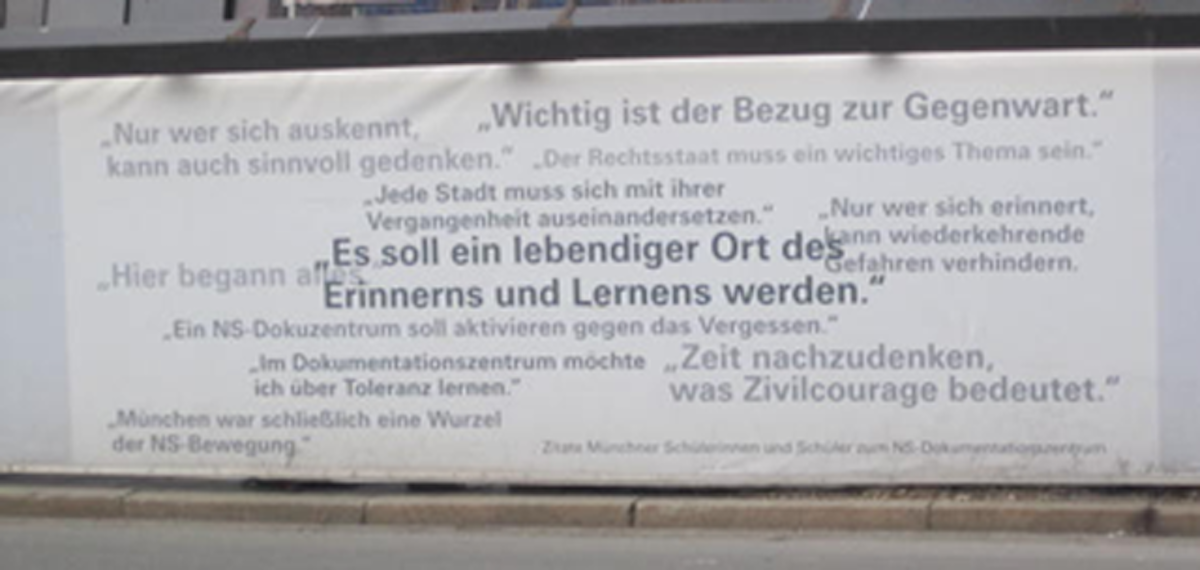 „Wichtig ist der Bezug zur Gegenwart.“
„Nur wer sich auskennt,
kann auch sinnvoll gedenken.“
„Der Rechtsstaat muss ein wichtiges Thema sein.“
„Jede Stadt muss sich mit ihrer
Vergangenheit auseinandersetzen.“
„Nur wer sich erinnert,
kann wiederkehrende
Gefahren verhindern.
„Es soll ein lebendiger Ort des
Erinnerns und Lernens werden.“
„Hier begann alles.“
„Ein NS-Dokuzentrum soll aktivieren gegen das Vergessen.“
„Im Dokumentationszentrum möchte
ich über Toleranz lernen.“
„Zeit nachzudenken,
was Zivilcourage bedeutet.“
„München war schließlich eine Wurzel
der NS-Bewegung.“
Zitate Münchner Schülerinnen und Schüler zum NS-Dokumentationszentrum